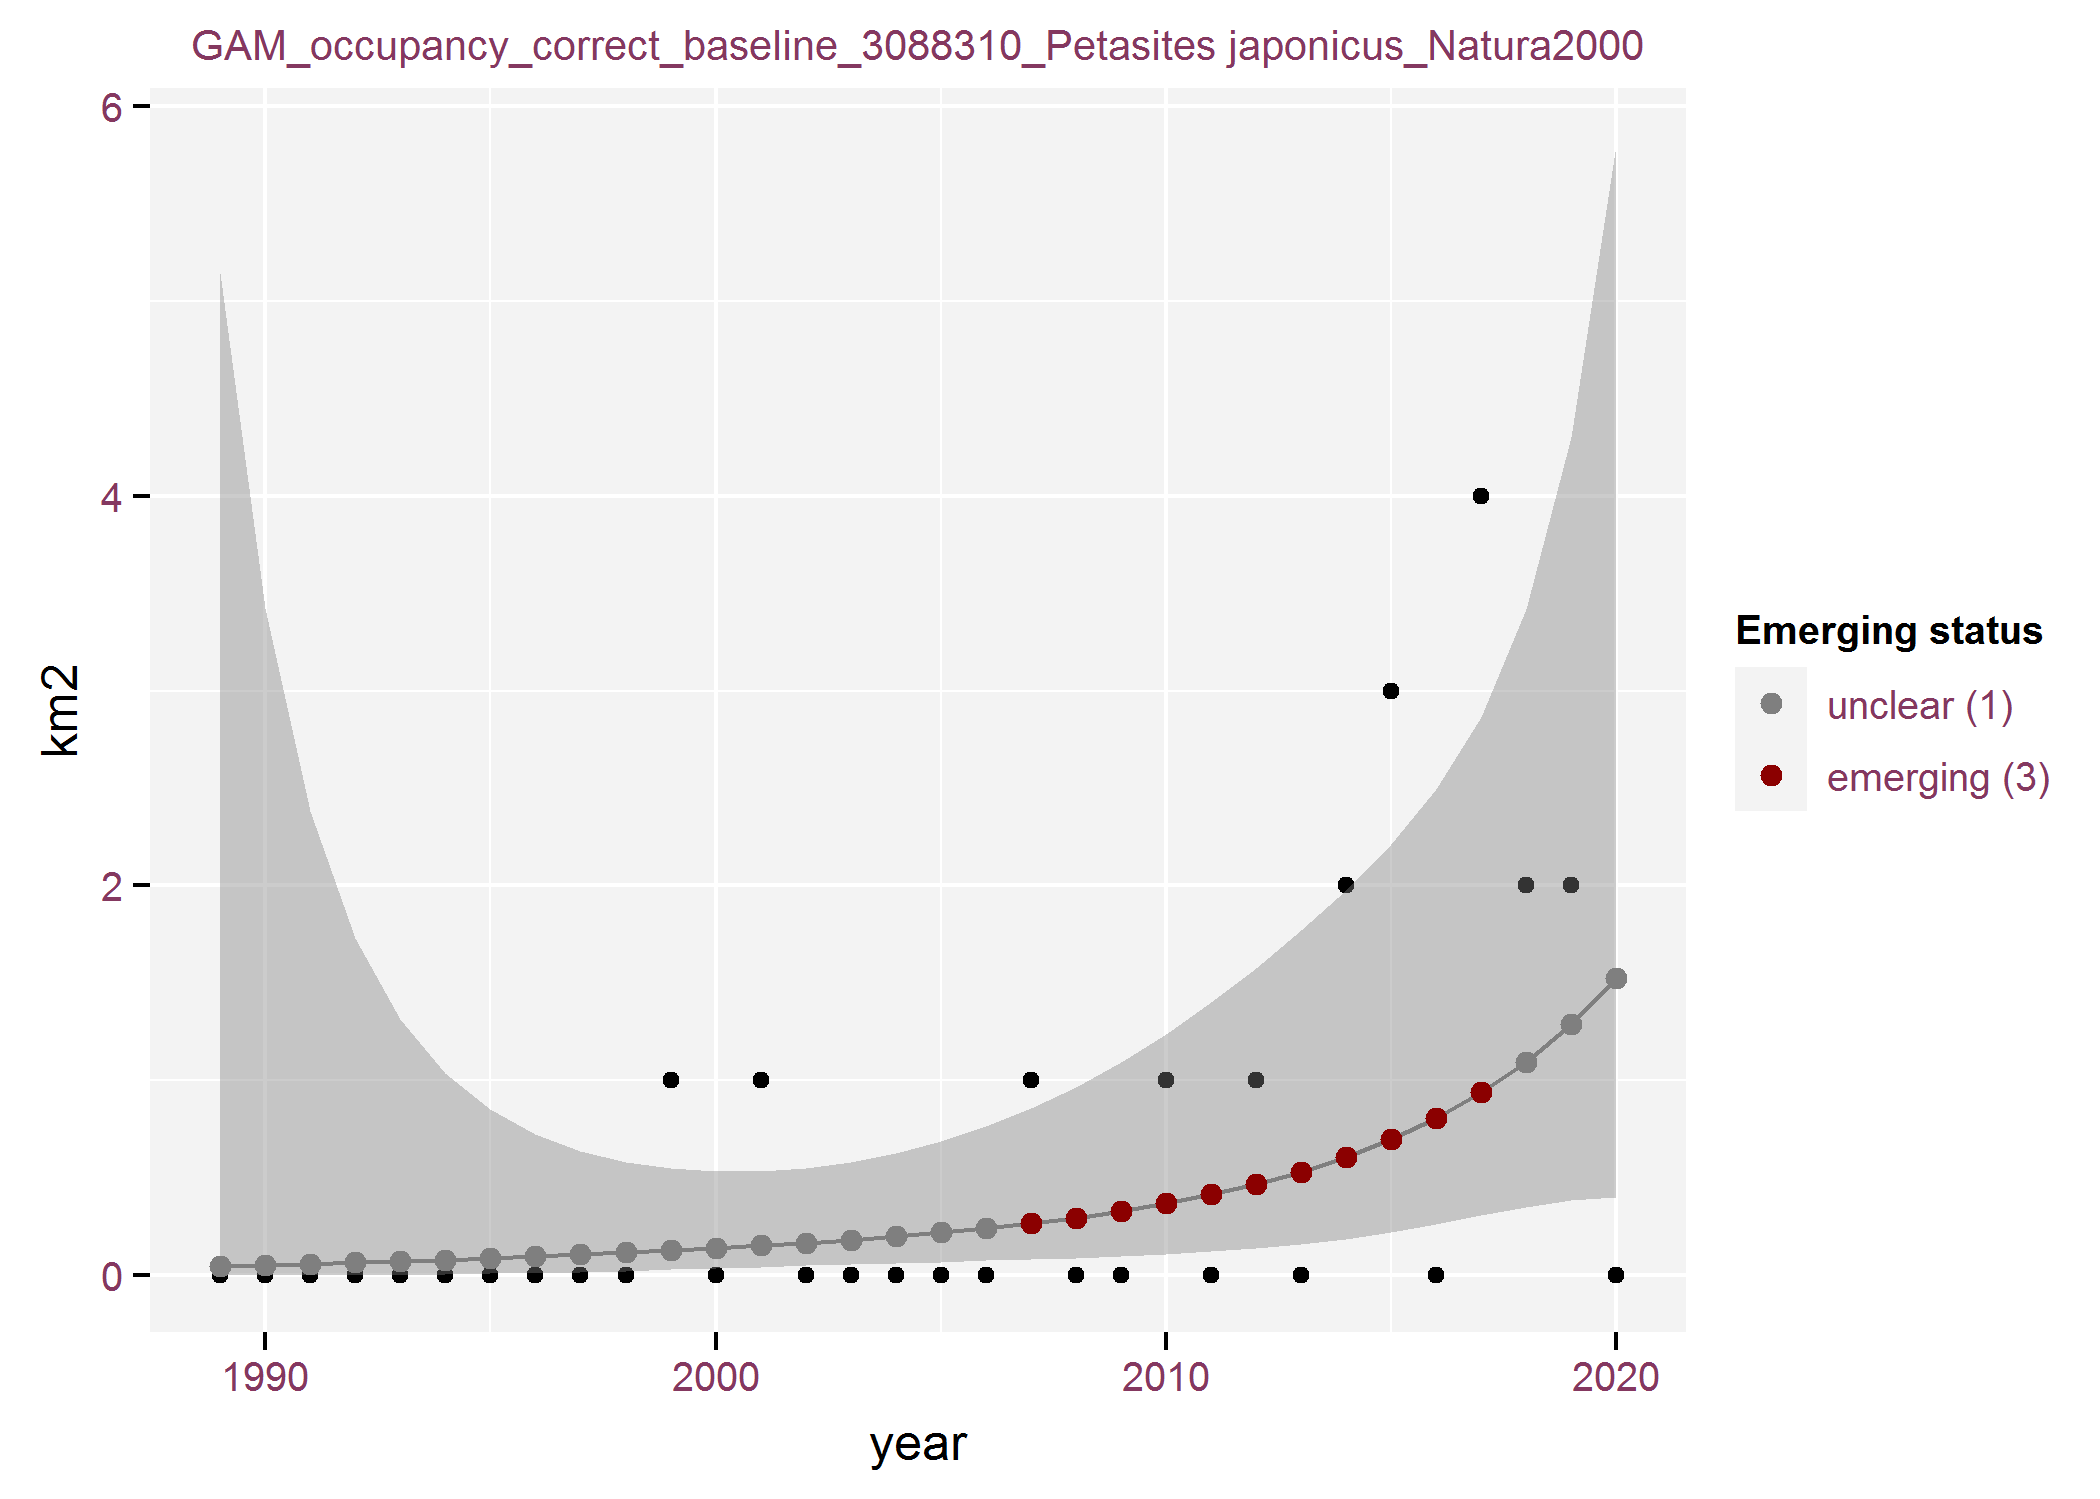 GAM_occupancy_correct_baseline_3088310_Petasites japonicus_Natura2000
6
4
2
0
km2
1990 2000 2010 2020
year
Emerging status
unclear (1)
emerging (3)